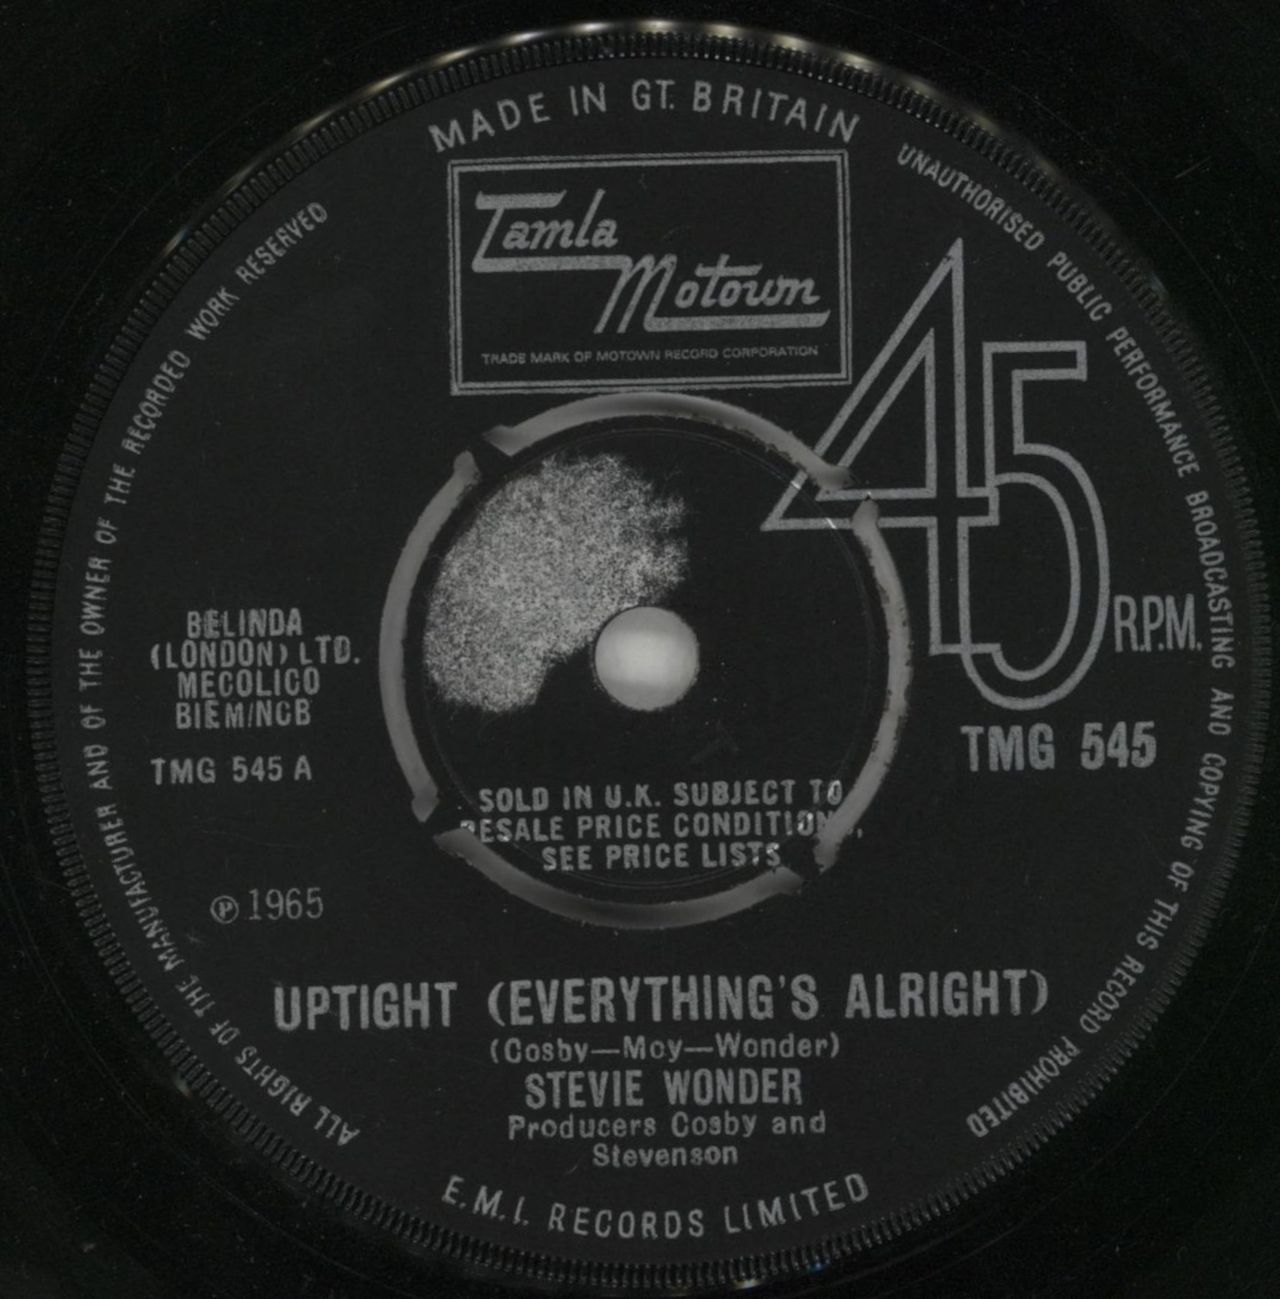 MADE IN GT. BRITAIN
Tamla
Motown
TRADE MARK OF MOTOWN RECORD CORPORATION
UNAUTHORISED PUBLIC PERFORMANCE BROADCASTING AND COPYING OF THIS RECORD PROHIBITED
ALL RIGHTS OF THE MANUFACTURER AND OF THE OWNER OF THE RECORDED WORK RESERVED
45
R.P.M.
BELINDA
(LONDON) LTD.
MECOLICO
BIEM/NCB
TMG 545
TMG 545 A
SOLD IN U.K. SUBJECT TO
RESALE PRICE CONDITIONS,
SEE PRICE LISTS
℗ 1965
UPTIGHT (EVERYTHING'S ALRIGHT)
(Cosby—Moy—Wonder)
STEVIE WONDER
Producers Cosby and
Stevenson
E.M.I. RECORDS LIMITED